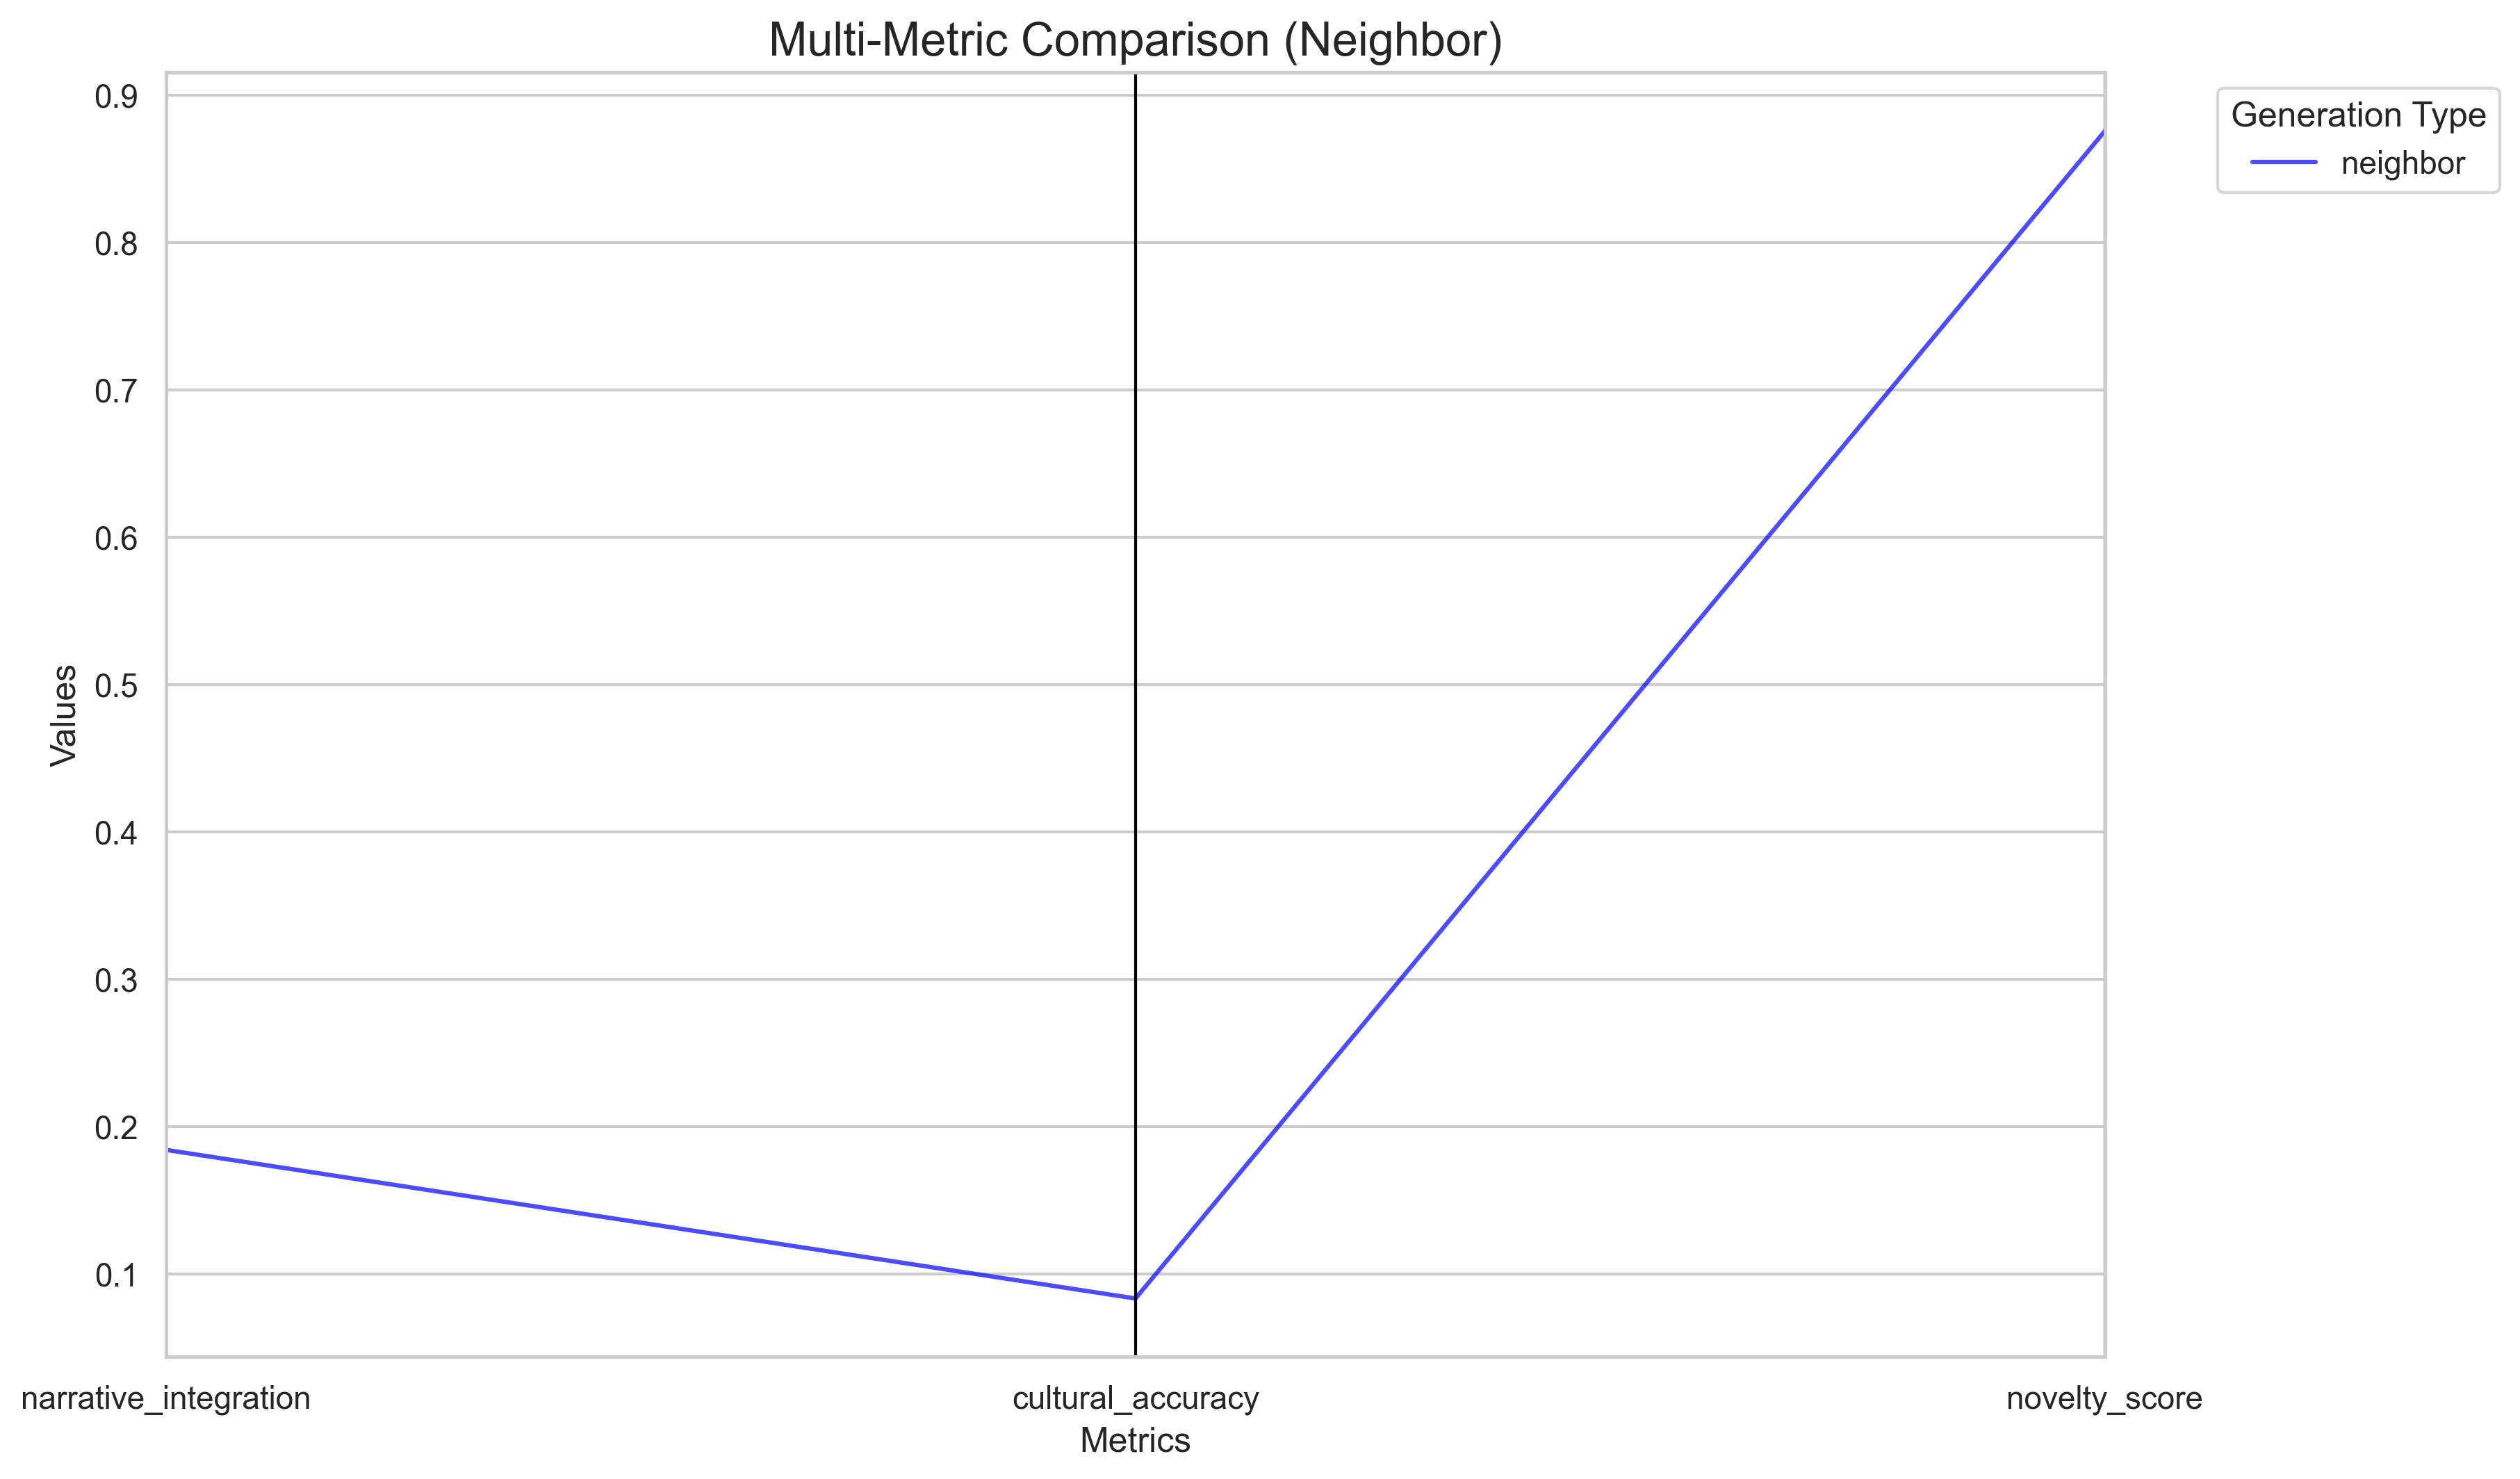 Multi-Metric Comparison (Neighbor)
Generation Type
neighbor
0.9
0.8
0.7
0.6
0.5
0.4
0.3
0.2
0.1
Values
narrative_integration
cultural_accuracy
novelty_score
Metrics